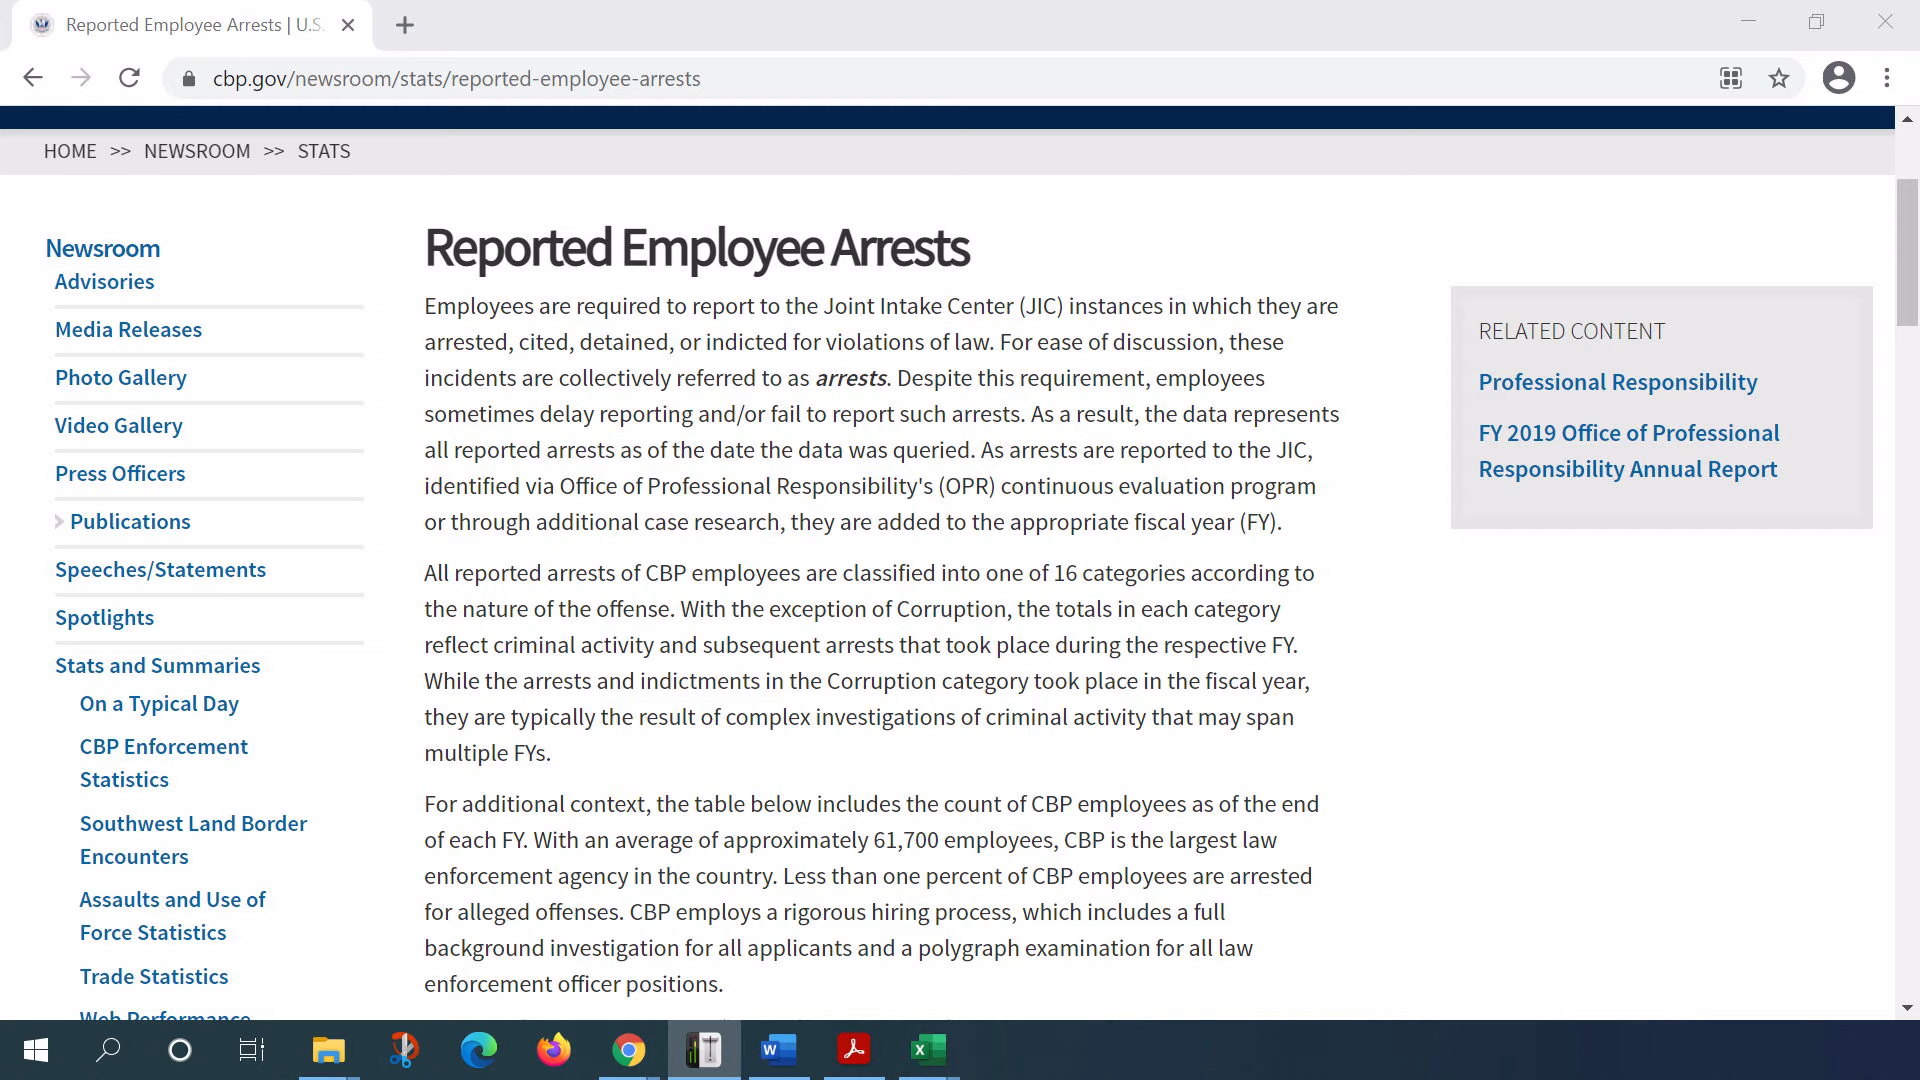 Reported Employee Arrests | U.S.
cbp.gov/newsroom/stats/reported-employee-arrests
HOME >> NEWSROOM >> STATS
Newsroom
Advisories
Media Releases
Photo Gallery
Video Gallery
Press Officers
Publications
Speeches/Statements
Spotlights
Stats and Summaries
On a Typical Day
CBP Enforcement
Statistics
Southwest Land Border
Encounters
Assaults and Use of
Force Statistics
Trade Statistics
Web Performance
Reported Employee Arrests
Employees are required to report to the Joint Intake Center (JIC) instances in which they are
arrested, cited, detained, or indicted for violations of law. For ease of discussion, these
incidents are collectively referred to as arrests. Despite this requirement, employees
sometimes delay reporting and/or fail to report such arrests. As a result, the data represents
all reported arrests as of the date the data was queried. As arrests are reported to the JIC,
identified via Office of Professional Responsibility's (OPR) continuous evaluation program
or through additional case research, they are added to the appropriate fiscal year (FY).
All reported arrests of CBP employees are classified into one of 16 categories according to
the nature of the offense. With the exception of Corruption, the totals in each category
reflect criminal activity and subsequent arrests that took place during the respective FY.
While the arrests and indictments in the Corruption category took place in the fiscal year,
they are typically the result of complex investigations of criminal activity that may span
multiple FYs.
For additional context, the table below includes the count of CBP employees as of the end
of each FY. With an average of approximately 61,700 employees, CBP is the largest law
enforcement agency in the country. Less than one percent of CBP employees are arrested
for alleged offenses. CBP employs a rigorous hiring process, which includes a full
background investigation for all applicants and a polygraph examination for all law
enforcement officer positions.
RELATED CONTENT
Professional Responsibility
FY 2019 Office of Professional
Responsibility Annual Report